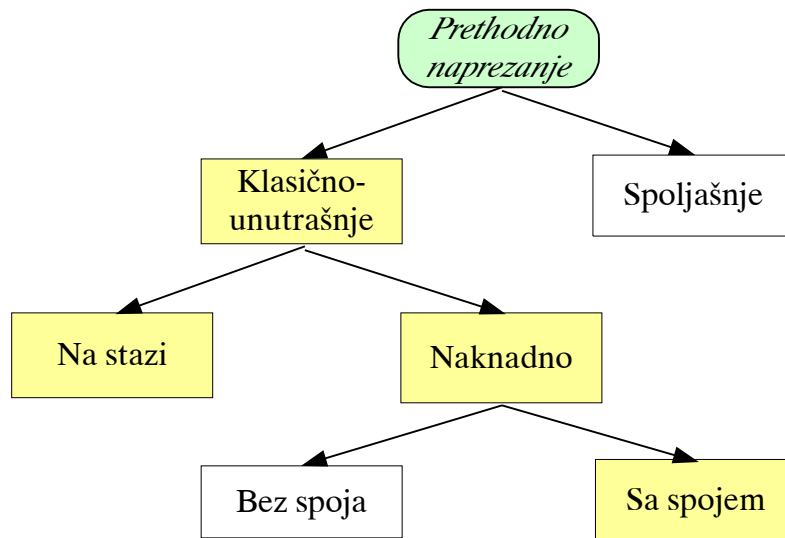 Prethodno
naprezanje
Klasično-
unutrašnje
Spoljašnje
Na stazi
Naknadno
Bez spoja
Sa spojem